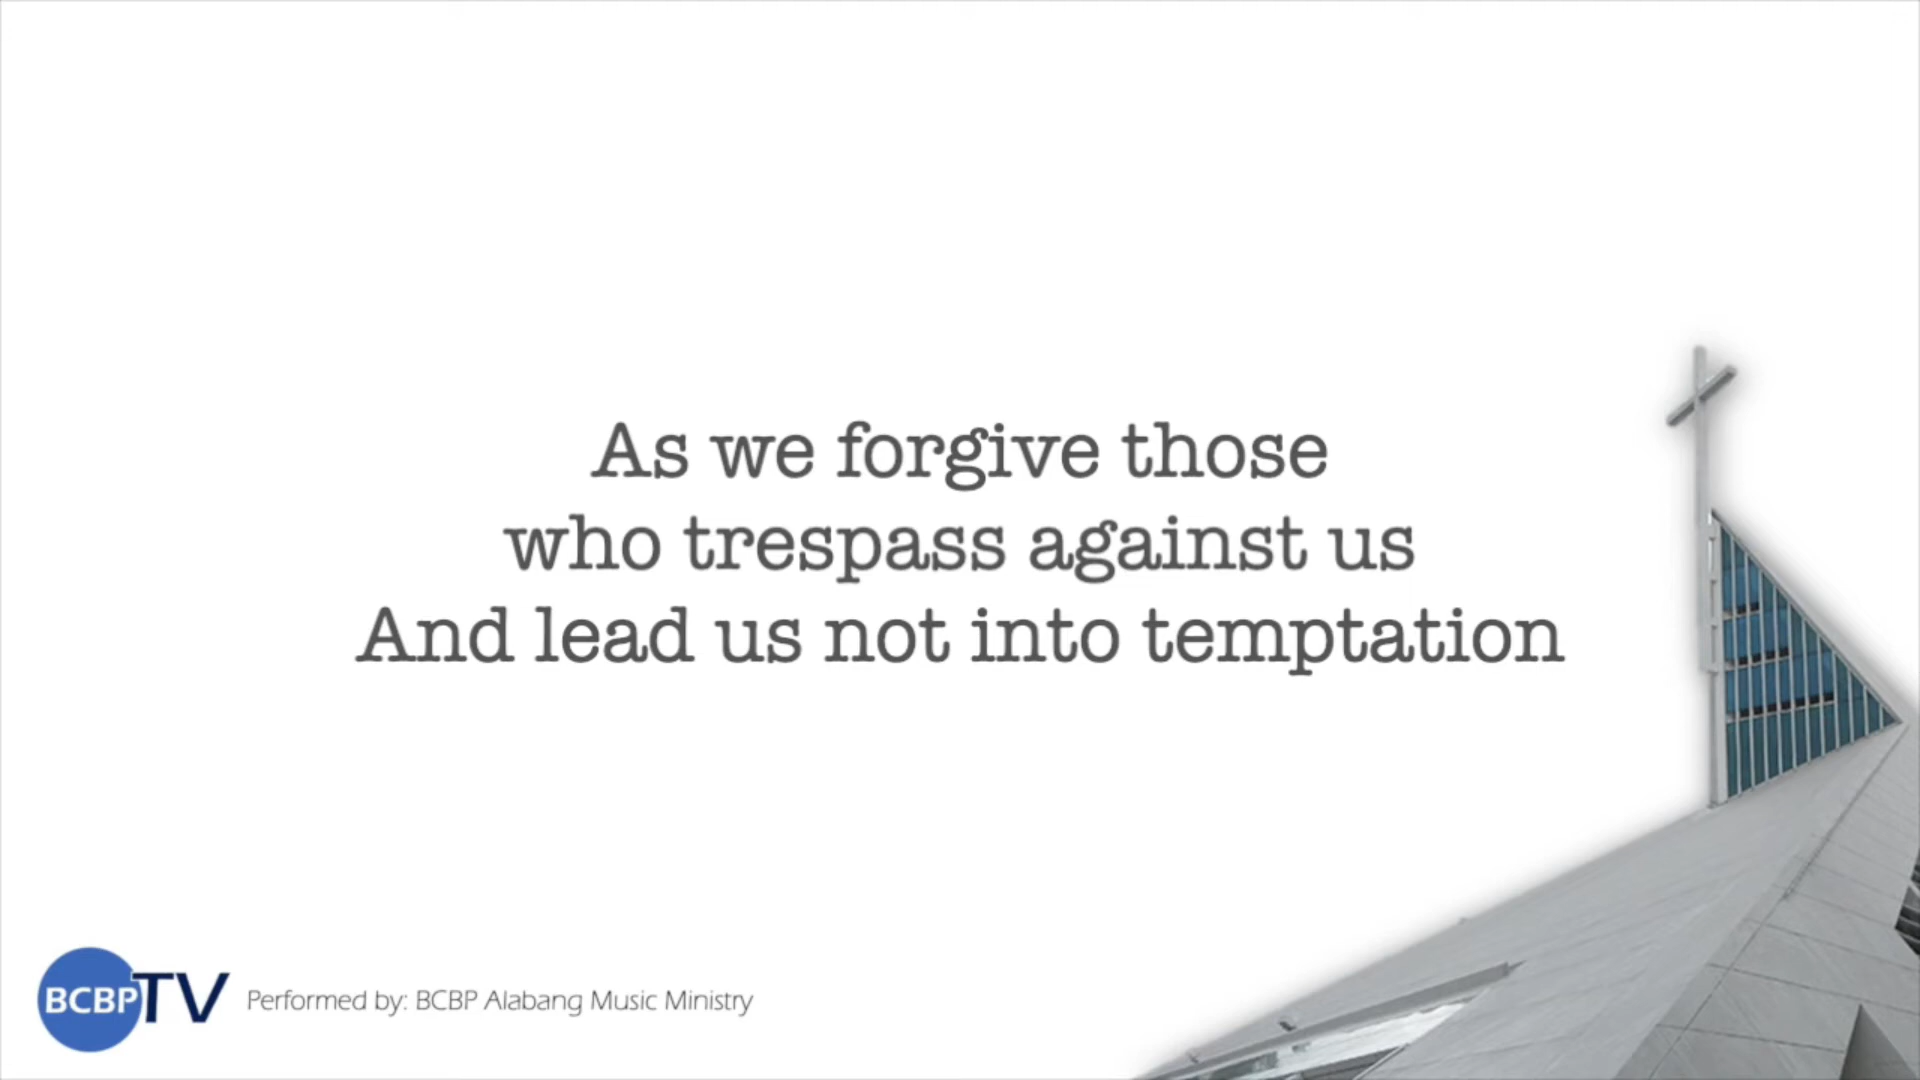 As we forgive those
who trespass against us
And lead us not into temptation
BCBPTV Performed by: BCBP Alabang Music Ministry